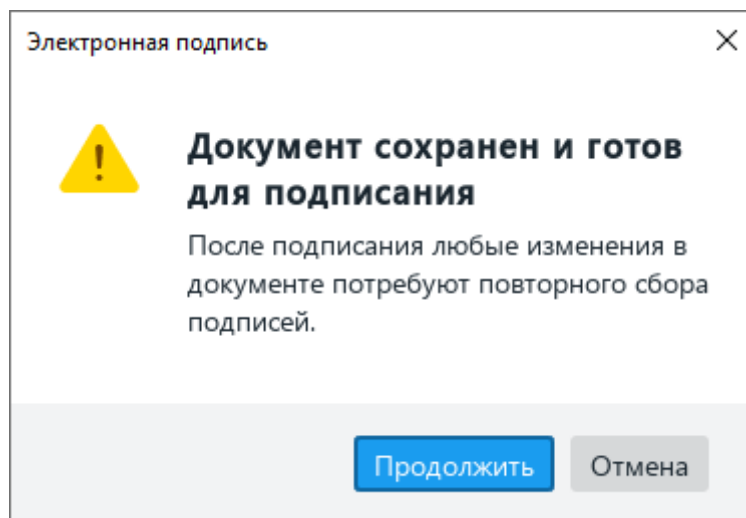 Электронная подпись
Документ сохранен и готов
для подписания
После подписания любые изменения в
документе потребуют повторного сбора
подписей.
Продолжить Отмена